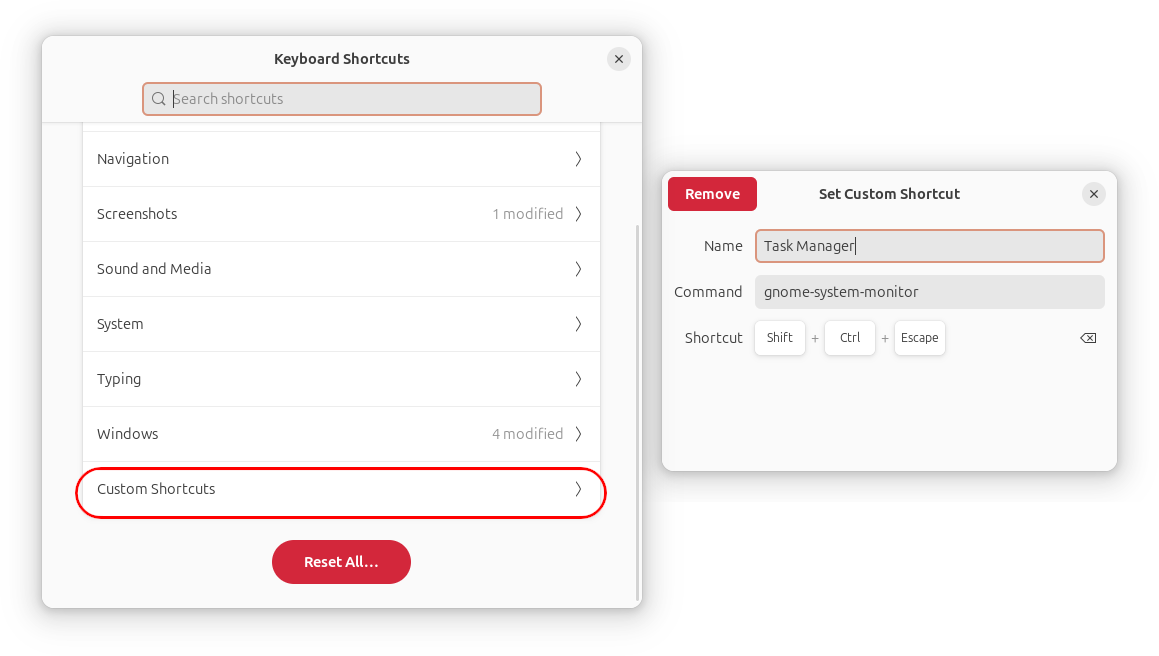 Keyboard Shortcuts
Search shortcuts
Navigation
Screenshots 1 modified
Sound and Media
System
Typing
Windows 4 modified
Custom Shortcuts
Reset All…
Remove Set Custom Shortcut
Name Task Manager
Command gnome-system-monitor
Shortcut Shift + Ctrl + Escape